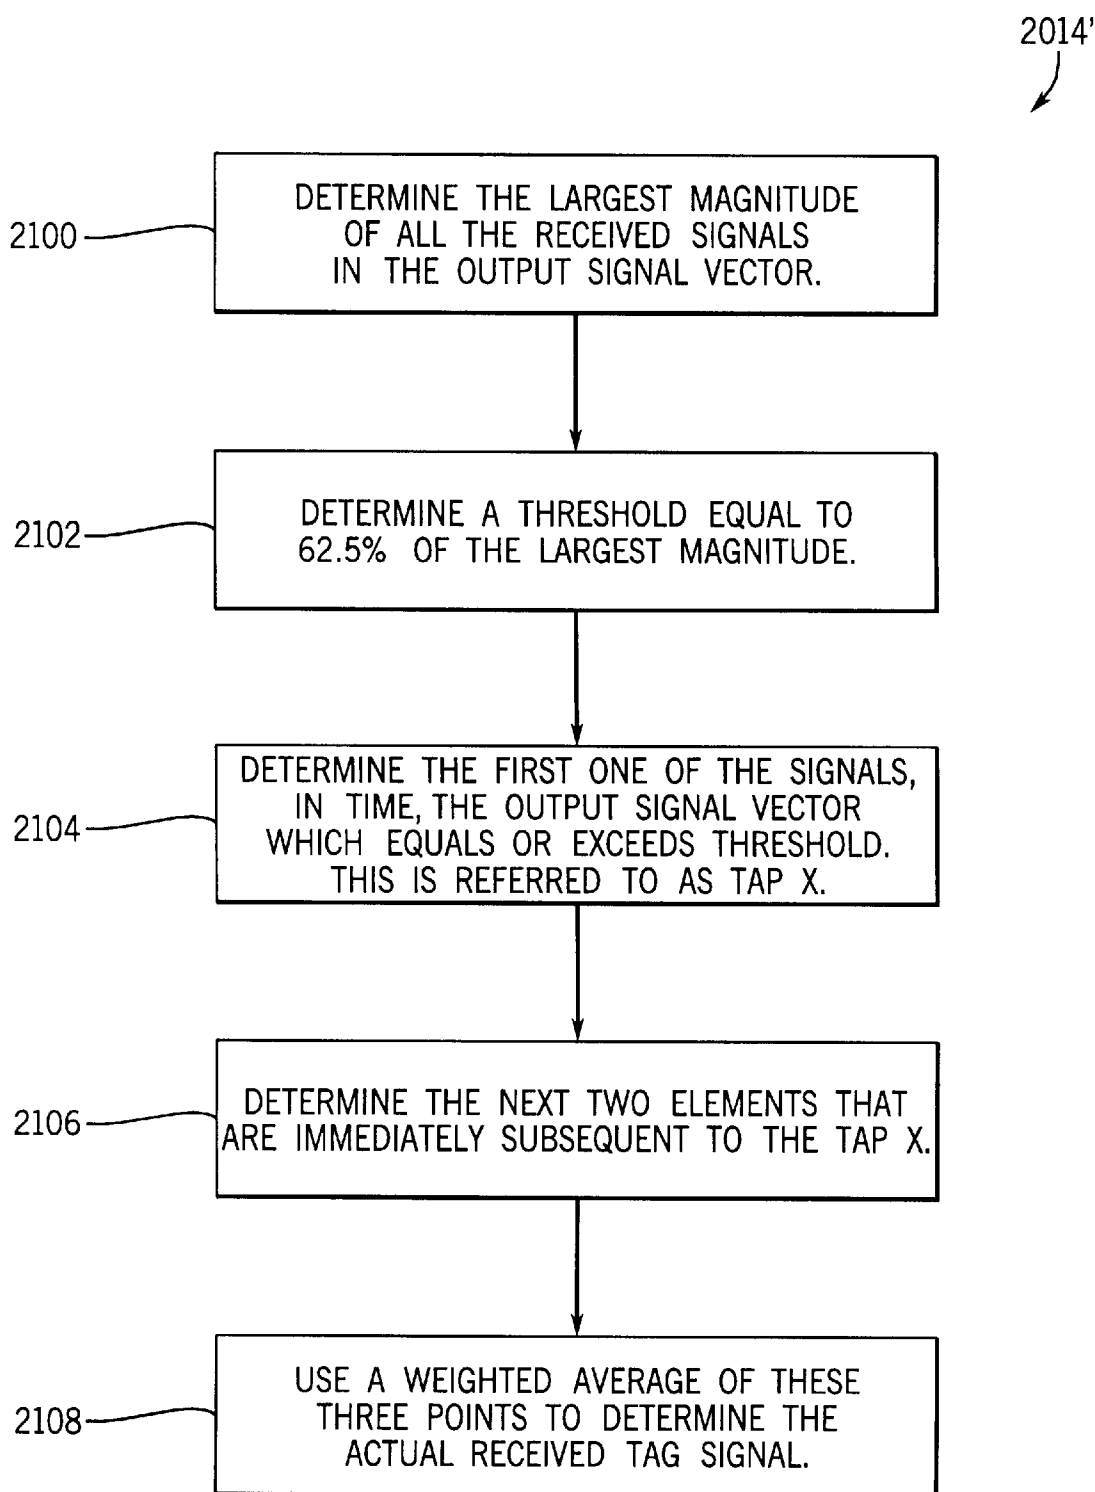 2014'
2100
DETERMINE THE LARGEST MAGNITUDE
OF ALL THE RECEIVED SIGNALS
IN THE OUTPUT SIGNAL VECTOR.
2102
DETERMINE A THRESHOLD EQUAL TO
62.5% OF THE LARGEST MAGNITUDE.
2104
DETERMINE THE FIRST ONE OF THE SIGNALS,
IN TIME, THE OUTPUT SIGNAL VECTOR
WHICH EQUALS OR EXCEEDS THRESHOLD.
THIS IS REFERRED TO AS TAP X.
2106
DETERMINE THE NEXT TWO ELEMENTS THAT
ARE IMMEDIATELY SUBSEQUENT TO THE TAP X.
2108
USE A WEIGHTED AVERAGE OF THESE
THREE POINTS TO DETERMINE THE
ACTUAL RECEIVED TAG SIGNAL.